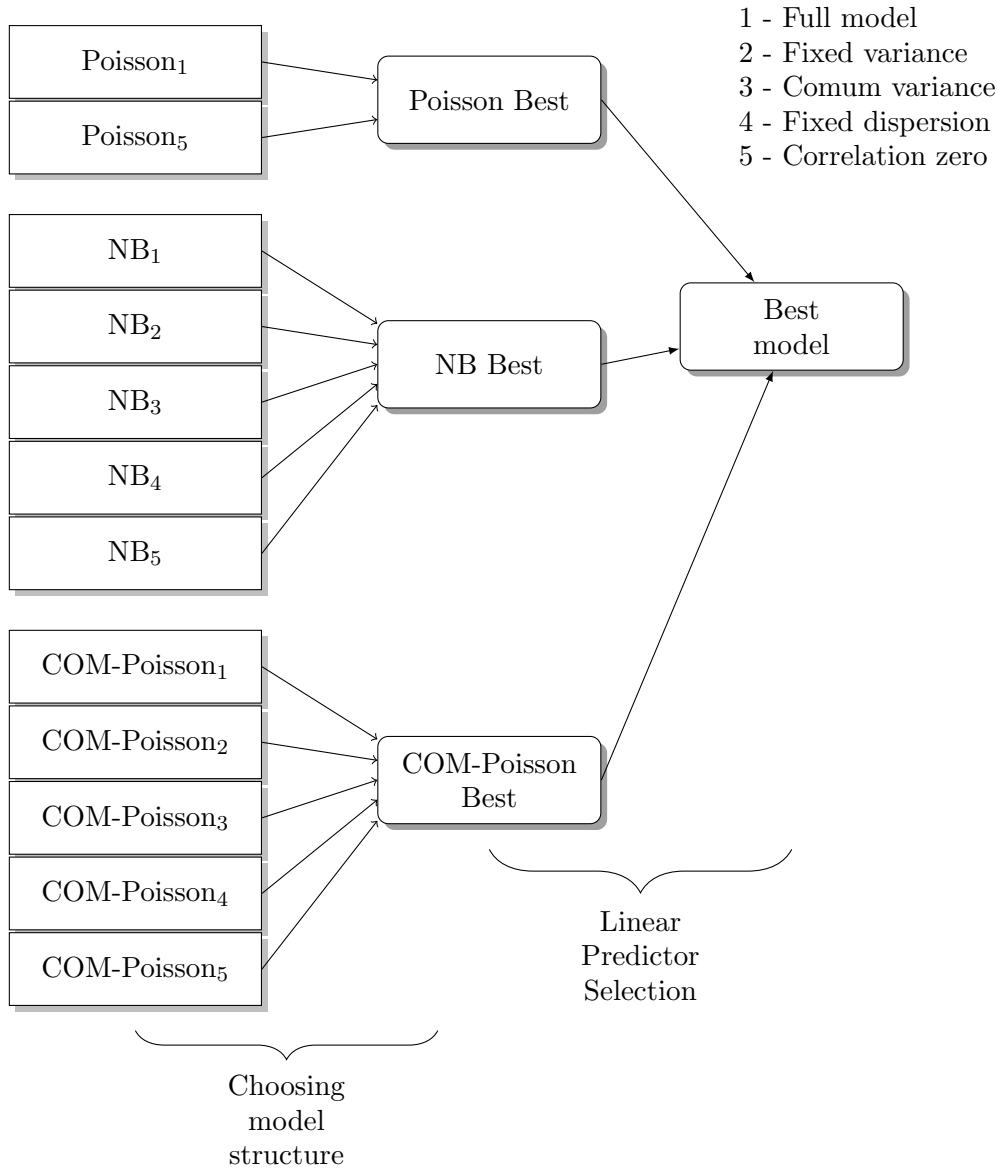 Poisson₁
Poisson₅
Poisson Best
1 - Full model
2 - Fixed variance
3 - Comum variance
4 - Fixed dispersion
5 - Correlation zero
NB₁
NB₂
NB₃
NB₄
NB₅
NB Best
Best
model
COM-Poisson₁
COM-Poisson₂
COM-Poisson₃
COM-Poisson₄
COM-Poisson₅
COM-Poisson
Best
Linear
Predictor
Selection
Choosing
model
structure